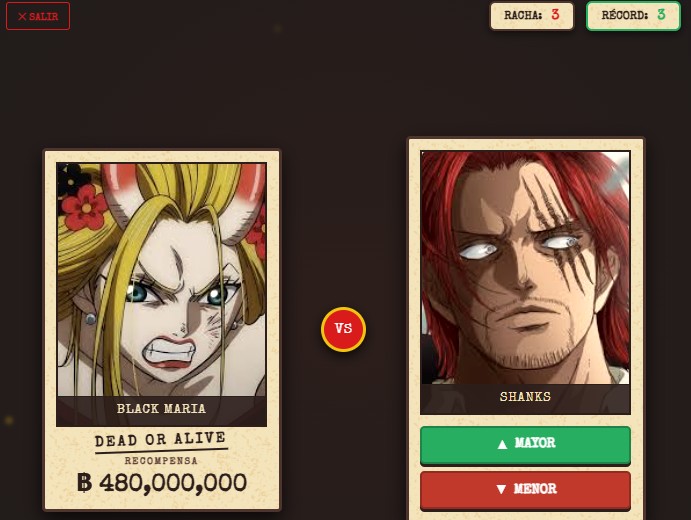 × SALIR
RACHA: 3
RÉCORD: 3
BLACK MARIA
DEAD OR ALIVE
RECOMPENSA
฿ 480,000,000
VS
SHANKS
▲ MAYOR
▼ MENOR